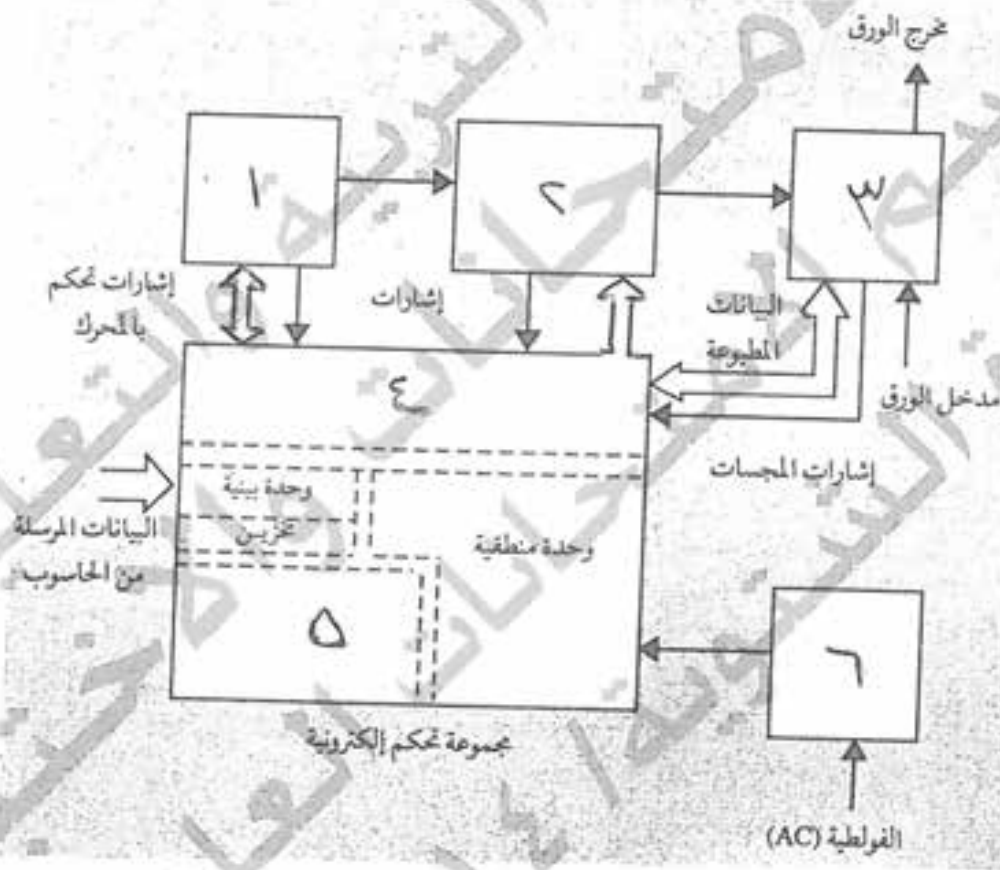 مخرج الورق
١
٢
٣
إشارات تحكم
بالمحرك
إشارات
البيانات
المطبوعة
مدخل الورق
٤
إشارات المجسات
وحدة بينية
تخزين
وحدة منطقية
البيانات المرسلة
من الحاسوب
٥
٦
مجموعة تحكم إلكترونية
الفولطية (AC)